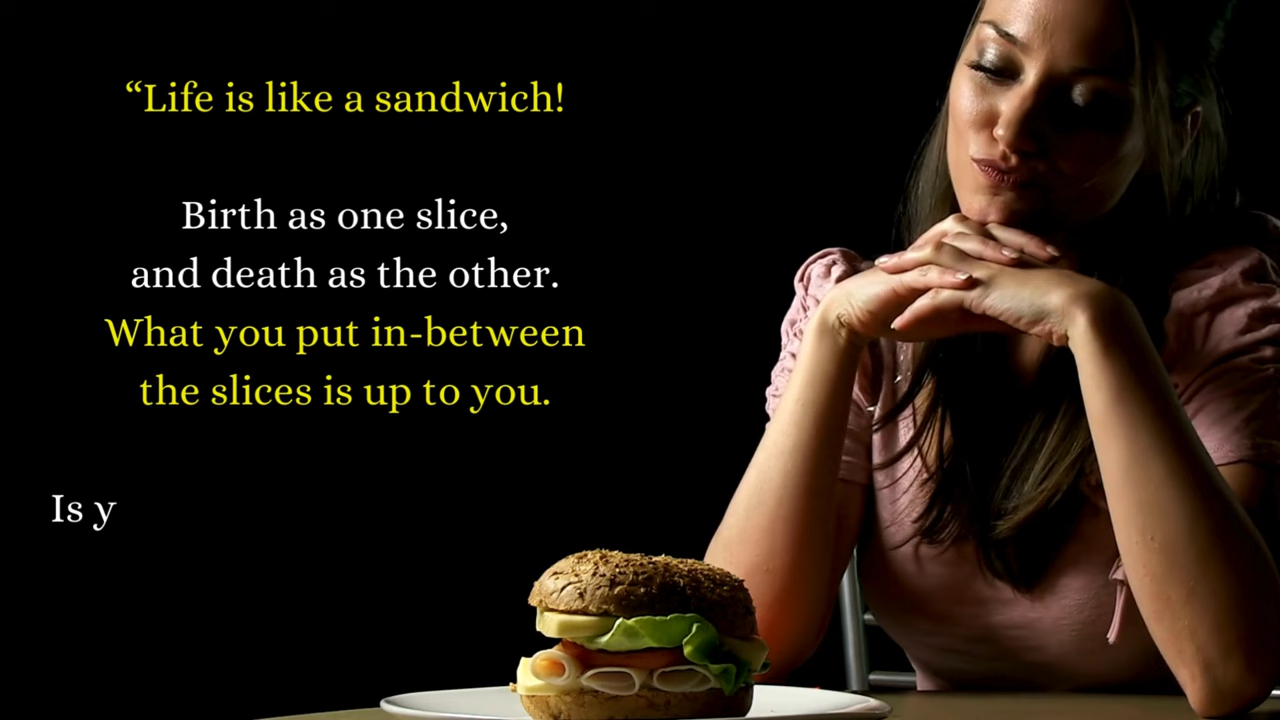 “Life is like a sandwich!
Birth as one slice,
and death as the other.
What you put in-between
the slices is up to you.
Is y